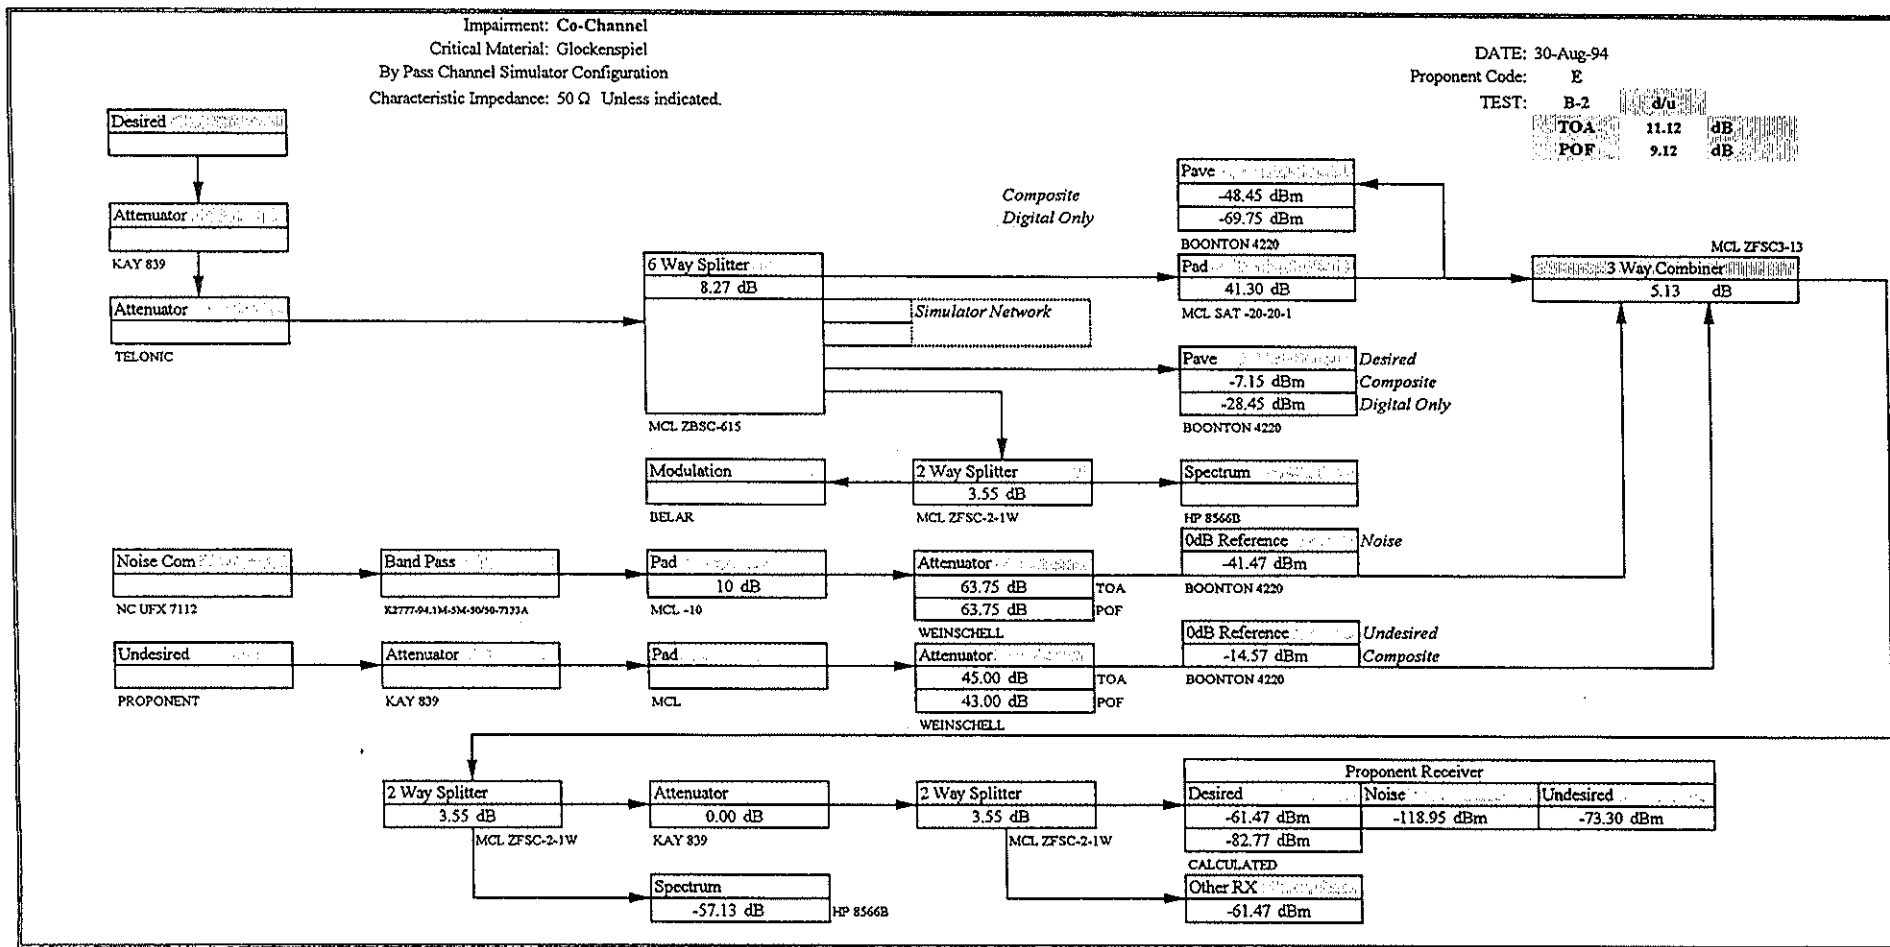 Impairment: Co-Channel
Critical Material: Glockenspiel
By Pass Channel Simulator Configuration
Characteristic Impedance: 50 Ω Unless indicated.
DATE: 30-Aug-94
Proponent Code: E
TEST: B-2 d/u
TOA 11.12 dB
POF 9.12 dB
Desired
Attenuator
KAY 839
Attenuator
TELONIC
6 Way Splitter
8.27 dB
MCL ZBSC-615
Simulator Network
Composite
Digital Only
Pave
-48.45 dBm
-69.75 dBm
BOONTON 4220
Pad
41.30 dB
MCL SAT -20-20-1
MCL ZFSC3-13
3 Way Combiner
5.13 dB
Pave Desired
-7.15 dBm Composite
-28.45 dBm Digital Only
BOONTON 4220
Modulation
BELAR
2 Way Splitter
3.55 dB
MCL ZFSC-2-1W
Spectrum
HP 8566B
Noise Com
NC UFX 7112
Band Pass
K2777-94.1M-5M-50/50-7133A
Pad
10 dB
MCL -10
Attenuator
63.75 dB TOA
63.75 dB POF
WEINSCHELL
0dB Reference Noise
-41.47 dBm
BOONTON 4220
Undesired
PROPONENT
Attenuator
KAY 839
Pad
MCL
Attenuator
45.00 dB TOA
43.00 dB POF
WEINSCHELL
0dB Reference Undesired
-14.57 dBm Composite
BOONTON 4220
2 Way Splitter
3.55 dB
MCL ZFSC-2-1W
Attenuator
0.00 dB
KAY 839
2 Way Splitter
3.55 dB
MCL ZFSC-2-1W
Proponent Receiver
Desired Noise Undesired
-61.47 dBm -118.95 dBm -73.30 dBm
-82.77 dBm
CALCULATED
Spectrum
-57.13 dB HP 8566B
Other RX
-61.47 dBm